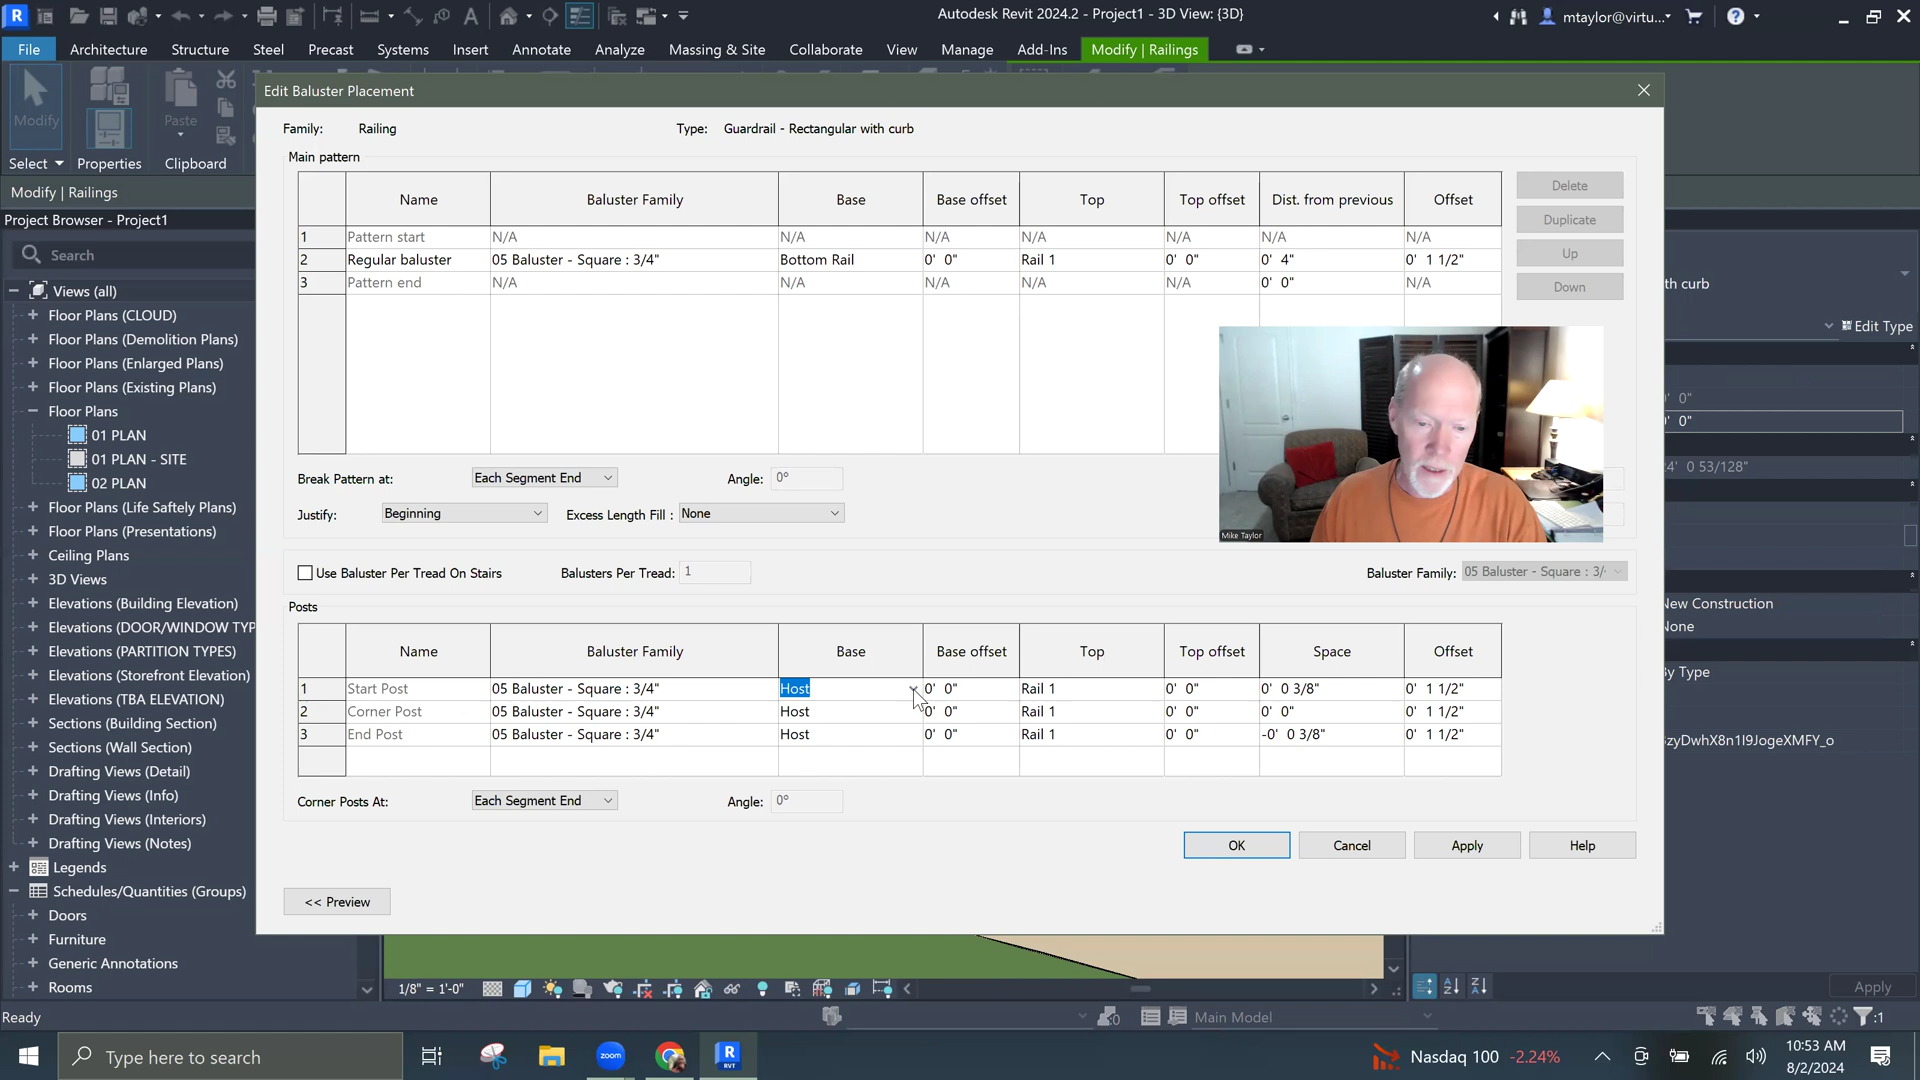 Autodesk Revit 2024.2 - Project1 - 3D View: {3D}
mtaylor@virtu...
File Architecture Structure Steel Precast Systems Insert Annotate Analyze Massing & Site Collaborate View Manage Add-Ins Modify | Railings
Modify
Paste
Select Properties Clipboard
Modify | Railings
Project Browser - Project1
Search
Views (all)
Floor Plans (CLOUD)
Floor Plans (Demolition Plans)
Floor Plans (Enlarged Plans)
Floor Plans (Existing Plans)
Floor Plans
01 PLAN
01 PLAN - SITE
02 PLAN
Floor Plans (Life Saftely Plans)
Floor Plans (Presentations)
Ceiling Plans
3D Views
Elevations (Building Elevation)
Elevations (DOOR/WINDOW TYP
Elevations (PARTITION TYPES)
Elevations (Storefront Elevation)
Elevations (TBA ELEVATION)
Sections (Building Section)
Sections (Wall Section)
Drafting Views (Detail)
Drafting Views (Info)
Drafting Views (Interiors)
Drafting Views (Notes)
Legends
Schedules/Quantities (Groups)
Doors
Furniture
Generic Annotations
Rooms
Edit Baluster Placement
Family: Railing Type: Guardrail - Rectangular with curb
Main pattern
Name Baluster Family Base Base offset Top Top offset Dist. from previous Offset
1 Pattern start N/A N/A N/A N/A N/A N/A N/A
2 Regular baluster 05 Baluster - Square : 3/4" Bottom Rail 0' 0" Rail 1 0' 0" 0' 4" 0' 1 1/2"
3 Pattern end N/A N/A N/A N/A N/A 0' 0" N/A
Delete
Duplicate
Up
Down
Break Pattern at: Each Segment End Angle: 0°
Justify: Beginning Excess Length Fill : None
Mike Taylor
Use Baluster Per Tread On Stairs Balusters Per Tread: 1 Baluster Family: 05 Baluster - Square : 3/
Posts
Name Baluster Family Base Base offset Top Top offset Space Offset
1 Start Post 05 Baluster - Square : 3/4" Host 0' 0" Rail 1 0' 0" 0' 0 3/8" 0' 1 1/2"
2 Corner Post 05 Baluster - Square : 3/4" Host 0' 0" Rail 1 0' 0" 0' 0" 0' 1 1/2"
3 End Post 05 Baluster - Square : 3/4" Host 0' 0" Rail 1 0' 0" -0' 0 3/8" 0' 1 1/2"
Corner Posts At: Each Segment End Angle: 0°
OK Cancel Apply Help
<< Preview
th curb
Edit Type
' 0"
' 0"
4' 0 53/128"
New Construction
None
By Type
zyDwhX8n1I9JogeXMFY_o
Apply
1/8" = 1'-0"
Ready
:0
Main Model
:1
Type here to search
zoom
R
RVT
Nasdaq 100 -2.24%
10:53 AM
8/2/2024